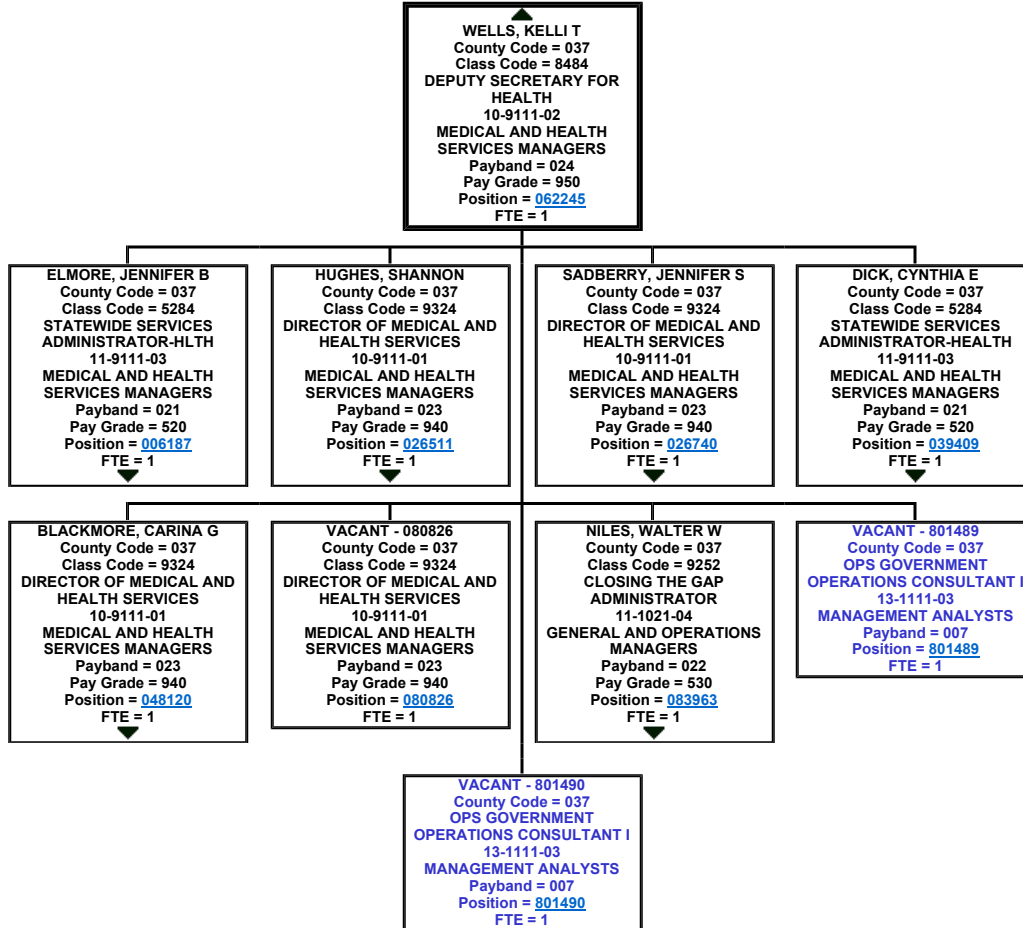 WELLS, KELLI T
County Code = 037
Class Code = 8484
DEPUTY SECRETARY FOR
HEALTH
10-9111-02
MEDICAL AND HEALTH
SERVICES MANAGERS
Payband = 024
Pay Grade = 950
Position = 062245
FTE = 1
ELMORE, JENNIFER B
County Code = 037
Class Code = 5284
STATEWIDE SERVICES
ADMINISTRATOR-HLTH
11-9111-03
MEDICAL AND HEALTH
SERVICES MANAGERS
Payband = 021
Pay Grade = 520
Position = 006187
FTE = 1
HUGHES, SHANNON
County Code = 037
Class Code = 9324
DIRECTOR OF MEDICAL AND
HEALTH SERVICES
10-9111-01
MEDICAL AND HEALTH
SERVICES MANAGERS
Payband = 023
Pay Grade = 940
Position = 026511
FTE = 1
SADBERRY, JENNIFER S
County Code = 037
Class Code = 9324
DIRECTOR OF MEDICAL AND
HEALTH SERVICES
10-9111-01
MEDICAL AND HEALTH
SERVICES MANAGERS
Payband = 023
Pay Grade = 940
Position = 026740
FTE = 1
DICK, CYNTHIA E
County Code = 037
Class Code = 5284
STATEWIDE SERVICES
ADMINISTRATOR-HEALTH
11-9111-03
MEDICAL AND HEALTH
SERVICES MANAGERS
Payband = 021
Pay Grade = 520
Position = 039409
FTE = 1
BLACKMORE, CARINA G
County Code = 037
Class Code = 9324
DIRECTOR OF MEDICAL AND
HEALTH SERVICES
10-9111-01
MEDICAL AND HEALTH
SERVICES MANAGERS
Payband = 023
Pay Grade = 940
Position = 048120
FTE = 1
VACANT - 080826
County Code = 037
Class Code = 9324
DIRECTOR OF MEDICAL AND
HEALTH SERVICES
10-9111-01
MEDICAL AND HEALTH
SERVICES MANAGERS
Payband = 023
Pay Grade = 940
Position = 080826
FTE = 1
NILES, WALTER W
County Code = 037
Class Code = 9252
CLOSING THE GAP
ADMINISTRATOR
11-1021-04
GENERAL AND OPERATIONS
MANAGERS
Payband = 022
Pay Grade = 530
Position = 083963
FTE = 1
VACANT - 801489
County Code = 037
OPS GOVERNMENT
OPERATIONS CONSULTANT I
13-1111-03
MANAGEMENT ANALYSTS
Payband = 007
Position = 801489
FTE = 1
VACANT - 801490
County Code = 037
OPS GOVERNMENT
OPERATIONS CONSULTANT I
13-1111-03
MANAGEMENT ANALYSTS
Payband = 007
Position = 801490
FTE = 1